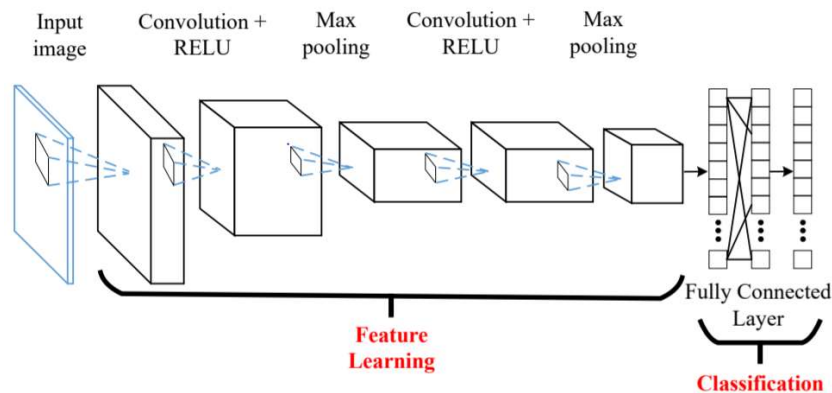 Input
image
Convolution +
RELU
Max
pooling
Convolution +
RELU
Max
pooling
Fully Connected
Layer
Feature
Learning
Classification